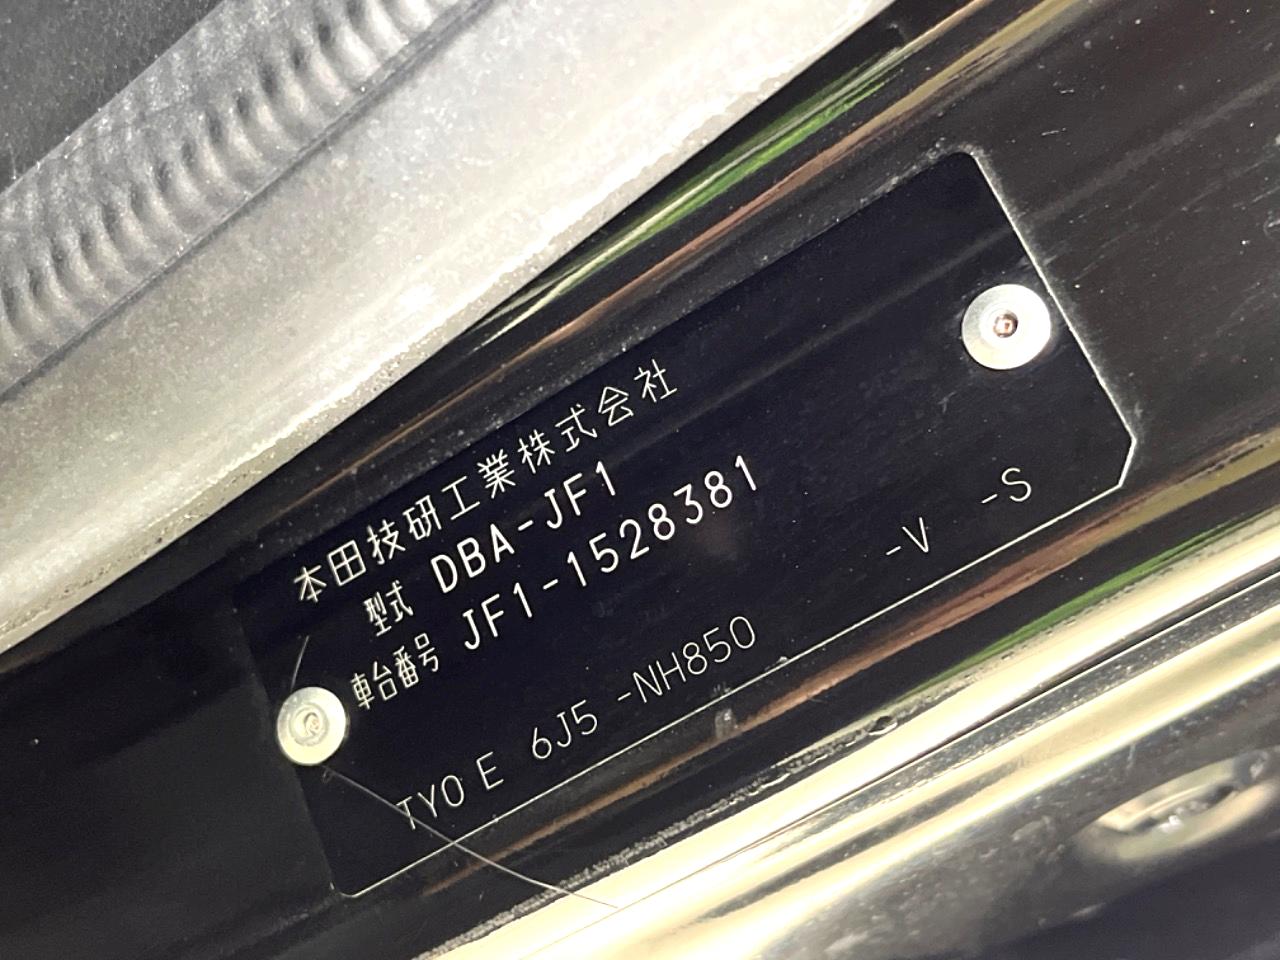 本田技研工業株式会社
型式 DBA-JF1
車台番号 JF1-1528381
TYO E 6J5 -NH850 -V -S